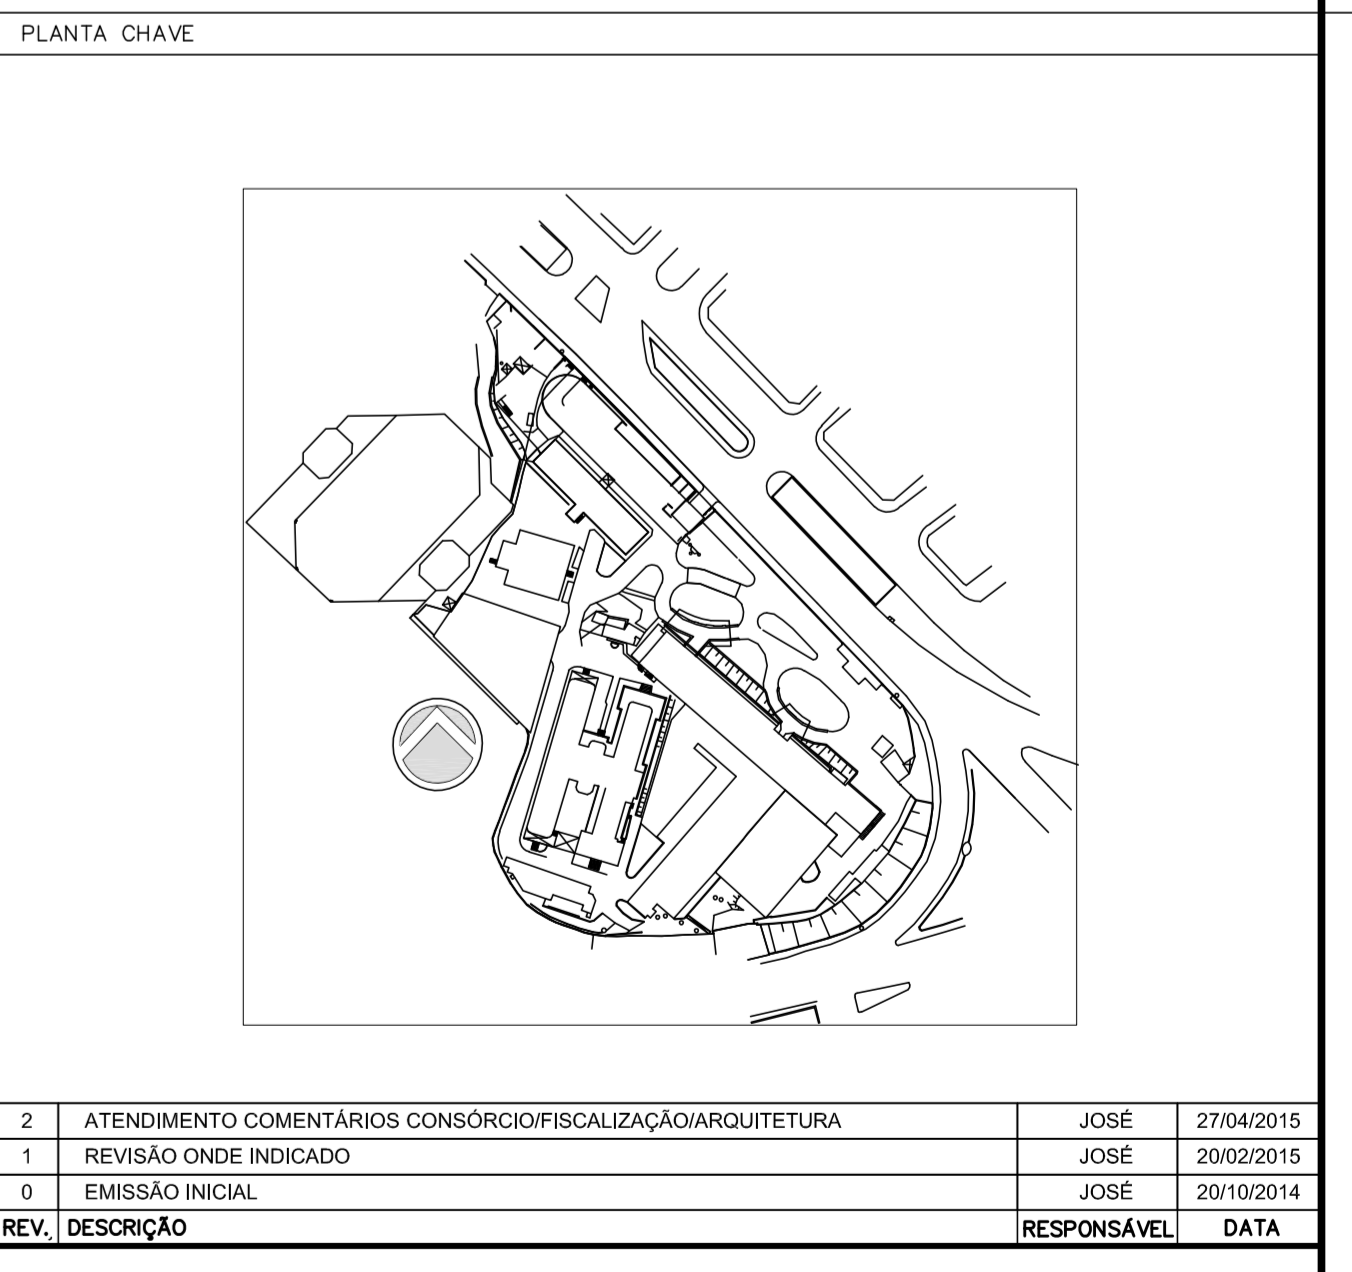 PLANTA CHAVE
2 ATENDIMENTO COMENTÁRIOS CONSÓRCIO/FISCALIZAÇÃO/ARQUITETURA JOSÉ 27/04/2015
1 REVISÃO ONDE INDICADO JOSÉ 20/02/2015
0 EMISSÃO INICIAL JOSÉ 20/10/2014
REV. DESCRIÇÃO RESPONSÁVEL DATA